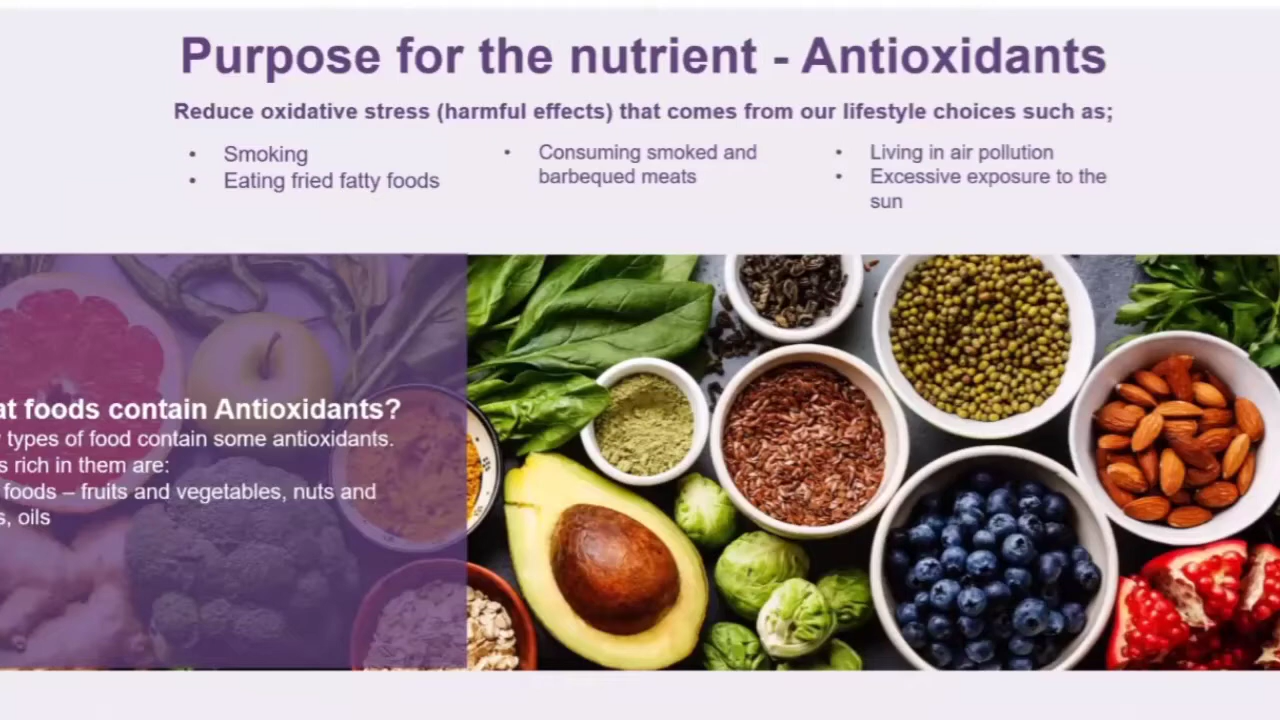 Purpose for the nutrient - Antioxidants
Reduce oxidative stress (harmful effects) that comes from our lifestyle choices such as;
• Smoking
• Eating fried fatty foods
• Consuming smoked and
barbequed meats
• Living in air pollution
• Excessive exposure to the
sun
foods contain Antioxidants?
types of food contain some antioxidants.
rich in them are:
foods – fruits and vegetables, nuts and
oils